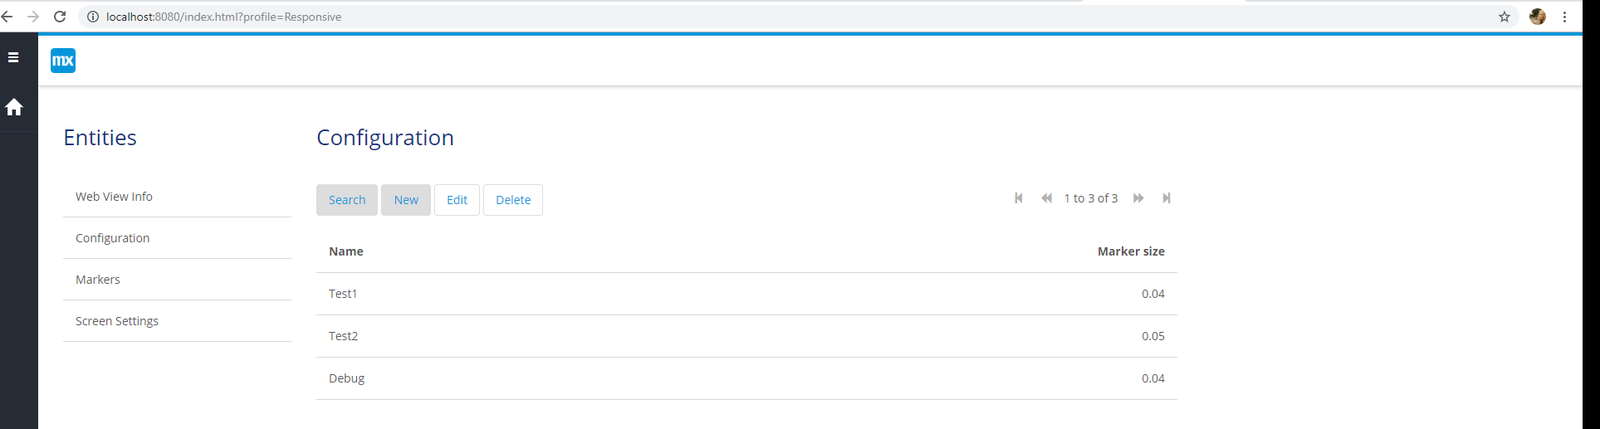 localhost:8080/index.html?profile=Responsive
mx
Entities
Web View Info
Configuration
Markers
Screen Settings
Configuration
Search New Edit Delete 1 to 3 of 3
Name Marker size
Test1 0.04
Test2 0.05
Debug 0.04